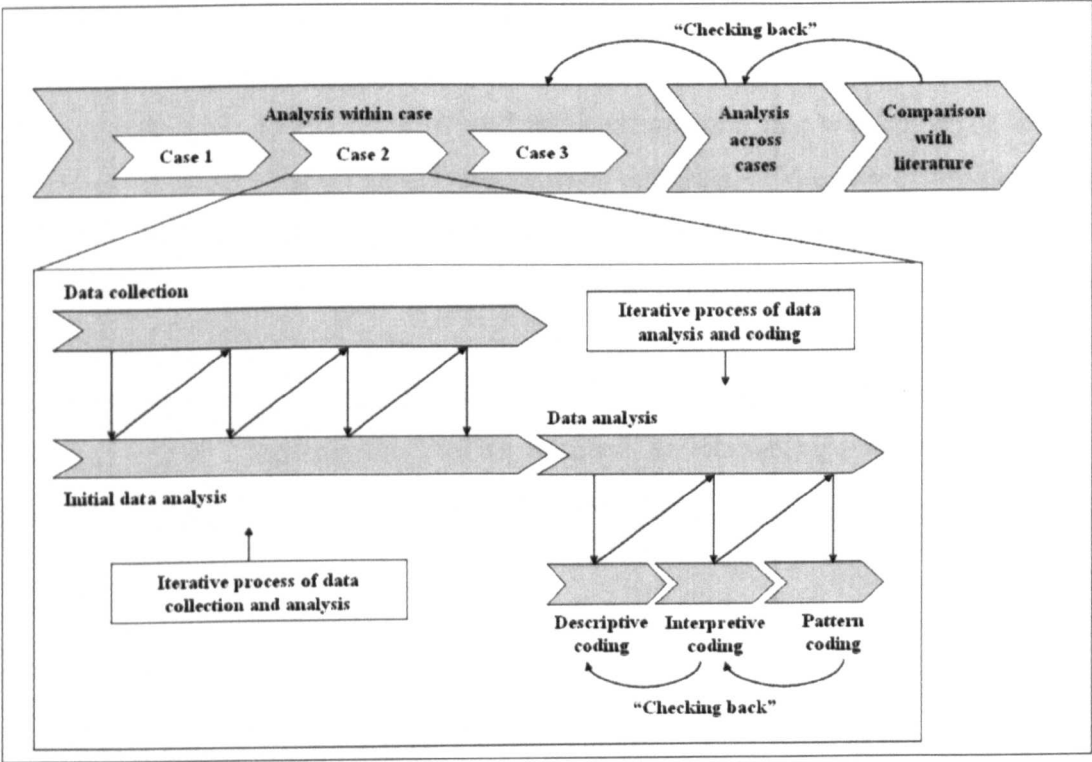 “Checking back”
Analysis within case
Case 1
Case 2
Case 3
Analysis
across
cases
Comparison
with
literature
Data collection
Iterative process of data
analysis and coding
Data analysis
Initial data analysis
Iterative process of data
collection and analysis
Descriptive
coding
Interpretive
coding
Pattern
coding
“Checking back”